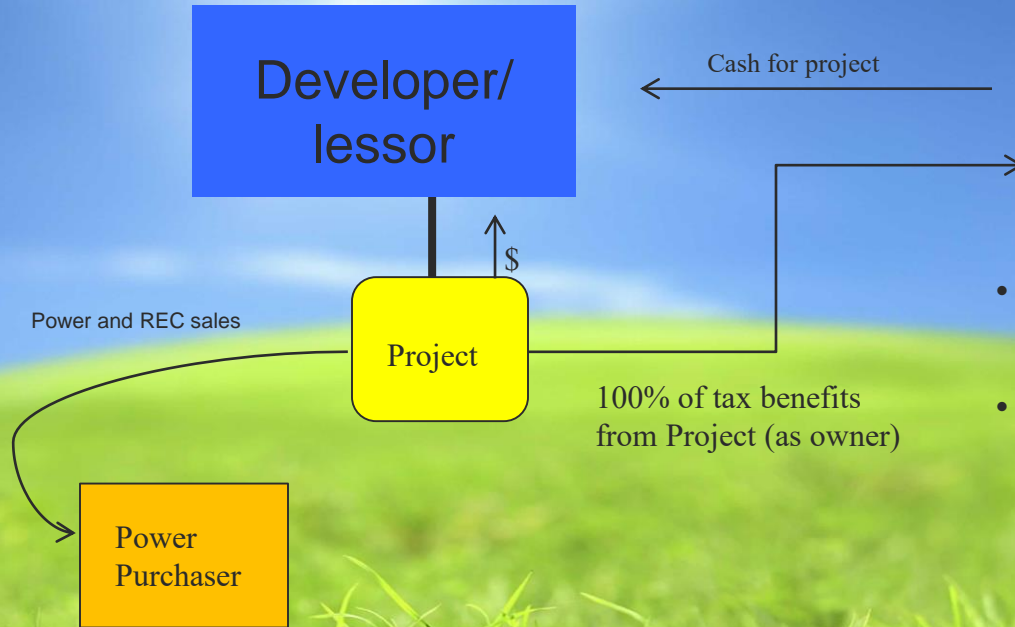 Developer/
lessor
Cash for project
$
Power and REC sales
Project
100% of tax benefits
from Project (as owner)
•
•
Power
Purchaser